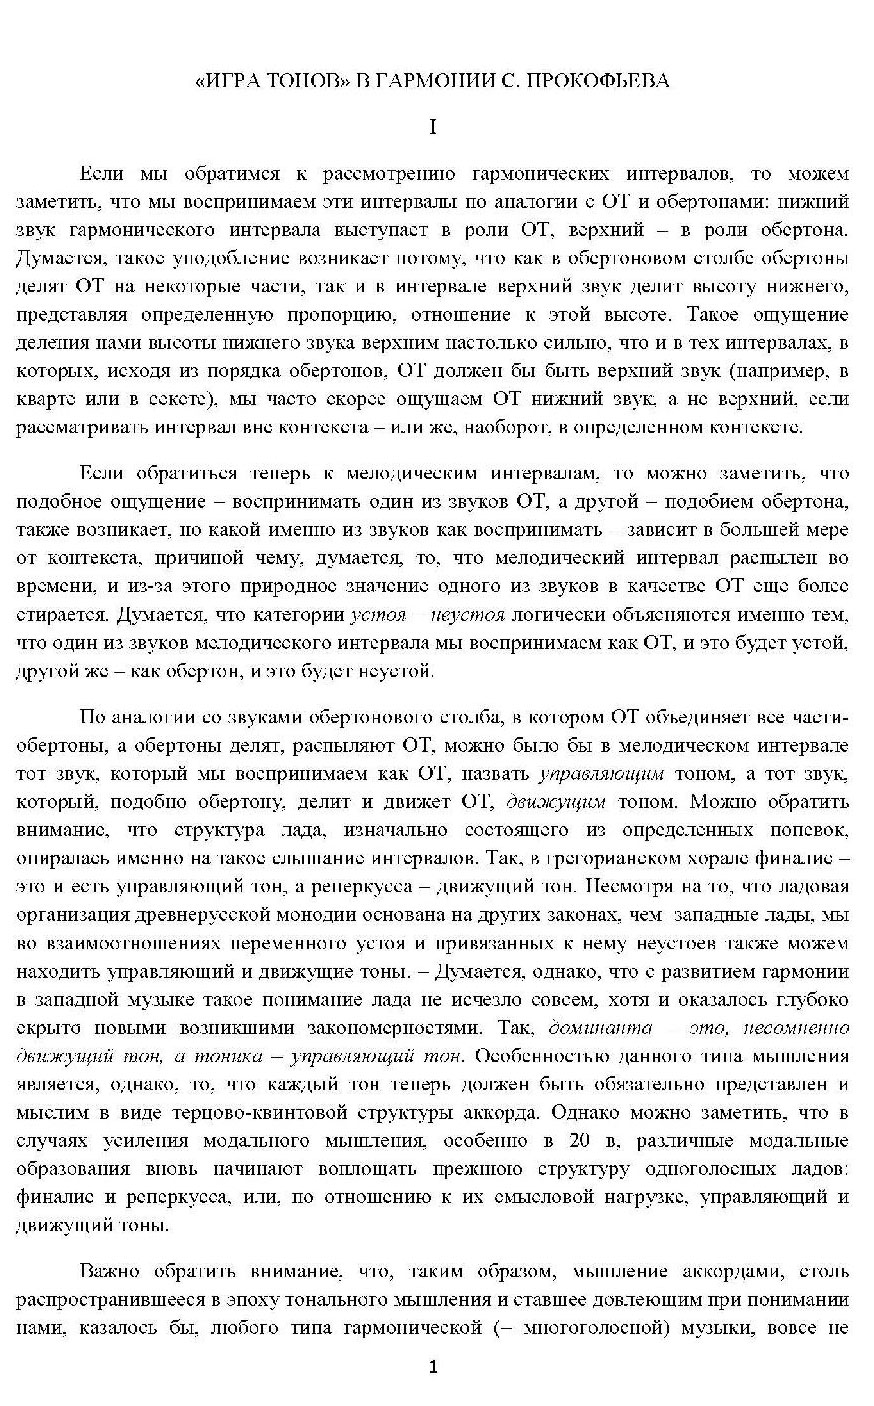 «ИГРА ТОНОВ» В ГАРМОНИИ С. ПРОКОФЬЕВА
I
Если мы обратимся к рассмотрению гармонических интервалов, то можем
заметить, что мы воспринимаем эти интервалы по аналогии с ОТ и обертонами: нижний
звук гармонического интервала выступает в роли ОТ, верхний – в роли обертона.
Думается, такое уподобление возникает потому, что как в обертоновом столбе обертоны
делят ОТ на некоторые части, так и в интервале верхний звук делит высоту нижнего,
представляя определенную пропорцию, отношение к этой высоте. Такое ощущение
деления нами высоты нижнего звука верхним настолько сильно, что и в тех интервалах, в
которых, исходя из порядка обертонов, ОТ должен бы быть верхний звук (например, в
кварте или в сексте), мы часто скорее ощущаем ОТ нижний звук, а не верхний, если
рассматривать интервал вне контекста – или же, наоборот, в определенном контексте.
Если обратиться теперь к мелодическим интервалам, то можно заметить, что
подобное ощущение – воспринимать один из звуков ОТ, а другой – подобием обертона,
также возникает, но какой именно из звуков как воспринимать – зависит в большей мере
от контекста, причиной чему, думается, то, что мелодический интервал распылен во
времени, и из-за этого природное значение одного из звуков в качестве ОТ еще более
стирается. Думается, что категории устоя – неустоя логически объясняются именно тем,
что один из звуков мелодического интервала мы воспринимаем как ОТ, и это будет устой,
другой же – как обертон, и это будет неустой.
По аналогии со звуками обертонового столба, в котором ОТ объединяет все части-
обертоны, а обертоны делят, распыляют ОТ, можно было бы в мелодическом интервале
тот звук, который мы воспринимаем как ОТ, назвать управляющим тоном, а тот звук,
который, подобно обертону, делит и движет ОТ, движущим тоном. Можно обратить
внимание, что структура лада, изначально состоящего из определенных попевок,
опиралась именно на такое слышание интервалов. Так, в грегорианском хорале финалис –
это и есть управляющий тон, а реперкусса – движущий тон. Несмотря на то, что ладовая
организация древнерусской монодии основана на других законах, чем западные лады, мы
во взаимоотношениях переменного устоя и привязанных к нему неустоев также можем
находить управляющий и движущие тоны. – Думается, однако, что с развитием гармонии
в западной музыке такое понимание лада не исчезло совсем, хотя и оказалось глубоко
скрыто новыми возникшими закономерностями. Так, доминанта – это, несомненно
движущий тон, а тоника – управляющий тон. Особенностью данного типа мышления
является, однако, то, что каждый тон теперь должен быть обязательно представлен и
мыслим в виде терцово-квинтовой структуры аккорда. Однако можно заметить, что в
случаях усиления модального мышления, особенно в 20 в, различные модальные
образования вновь начинают воплощать прежнюю структуру одноголосных ладов:
финалис и реперкусса, или, по отношению к их смысловой нагрузке, управляющий и
движущий тоны.
Важно обратить внимание, что, таким образом, мышление аккордами, столь
распространившееся в эпоху тонального мышления и ставшее довлеющим при понимании
нами, казалось бы, любого типа гармонической (– многоголосной) музыки, вовсе не
1